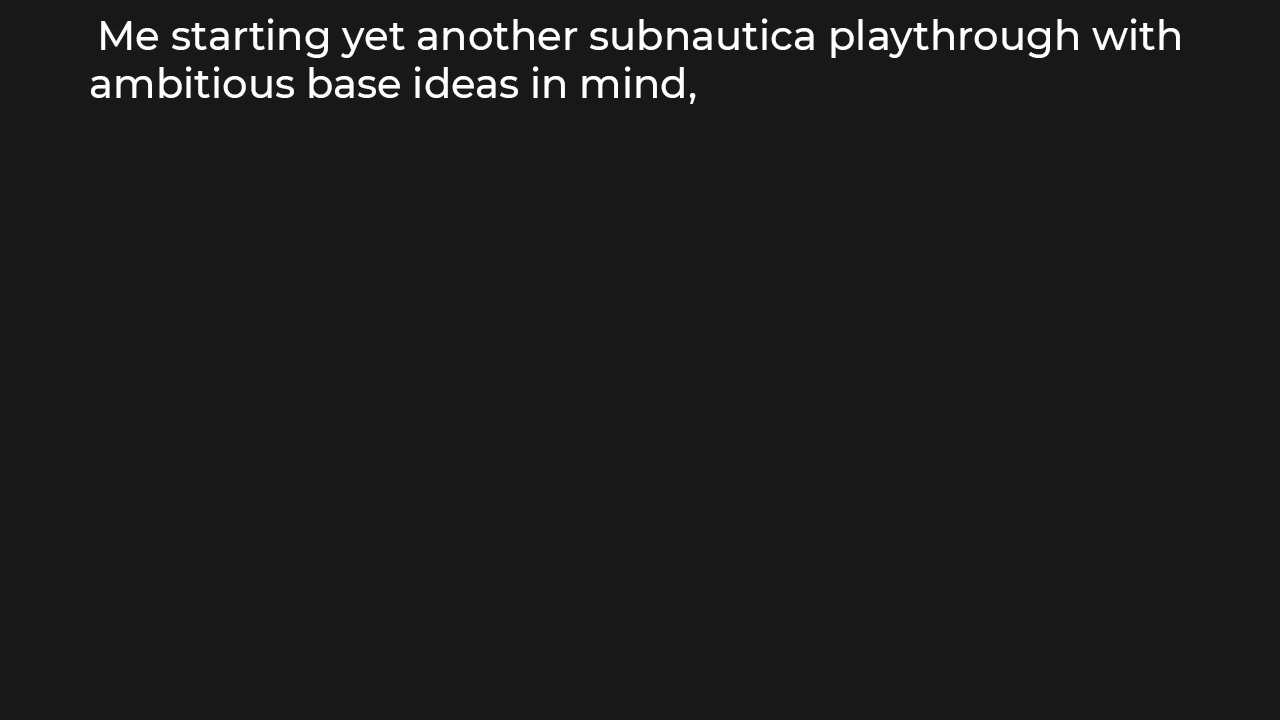 Me starting yet another subnautica playthrough with
ambitious base ideas in mind,